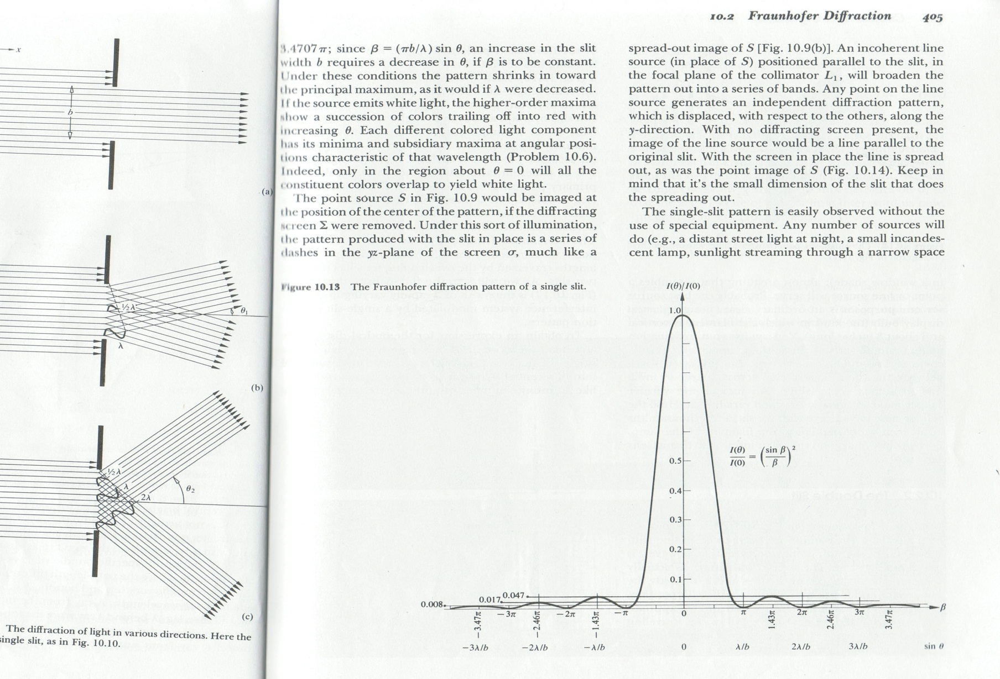 10.2 Fraunhofer Diffraction 405
x
b
(a)
½λ
λ
θ₁
(b)
½λ
λ
2λ
θ₂
(c)
The diffraction of light in various directions. Here the
single slit, as in Fig. 10.10.
3.4707π; since β = (πb/λ) sin θ, an increase in the slit
width b requires a decrease in θ, if β is to be constant.
Under these conditions the pattern shrinks in toward
the principal maximum, as it would if λ were decreased.
If the source emits white light, the higher-order maxima
show a succession of colors trailing off into red with
increasing θ. Each different colored light component
has its minima and subsidiary maxima at angular posi-
tions characteristic of that wavelength (Problem 10.6).
Indeed, only in the region about θ = 0 will all the
constituent colors overlap to yield white light.
The point source S in Fig. 10.9 would be imaged at
the position of the center of the pattern, if the diffracting
screen Σ were removed. Under this sort of illumination,
the pattern produced with the slit in place is a series of
dashes in the yz-plane of the screen σ, much like a
spread-out image of S [Fig. 10.9(b)]. An incoherent line
source (in place of S) positioned parallel to the slit, in
the focal plane of the collimator L₁, will broaden the
pattern out into a series of bands. Any point on the line
source generates an independent diffraction pattern,
which is displaced, with respect to the others, along the
y-direction. With no diffracting screen present, the
image of the line source would be a line parallel to the
original slit. With the screen in place the line is spread
out, as was the point image of S (Fig. 10.14). Keep in
mind that it's the small dimension of the slit that does
the spreading out.
The single-slit pattern is easily observed without the
use of special equipment. Any number of sources will
do (e.g., a distant street light at night, a small incandes-
cent lamp, sunlight streaming through a narrow space
Figure 10.13 The Fraunhofer diffraction pattern of a single slit.
I(θ)/I(0)
1.0
I(θ)/I(0) = (sin β/β)²
0.5
0.4
0.3
0.2
0.1
0.047
0.017
0.008
−3.47π −3π −2.46π −2π −1.43π −π 0 π 1.43π 2π 2.46π 3π 3.47π β
−3λ/b −2λ/b −λ/b 0 λ/b 2λ/b 3λ/b sin θ